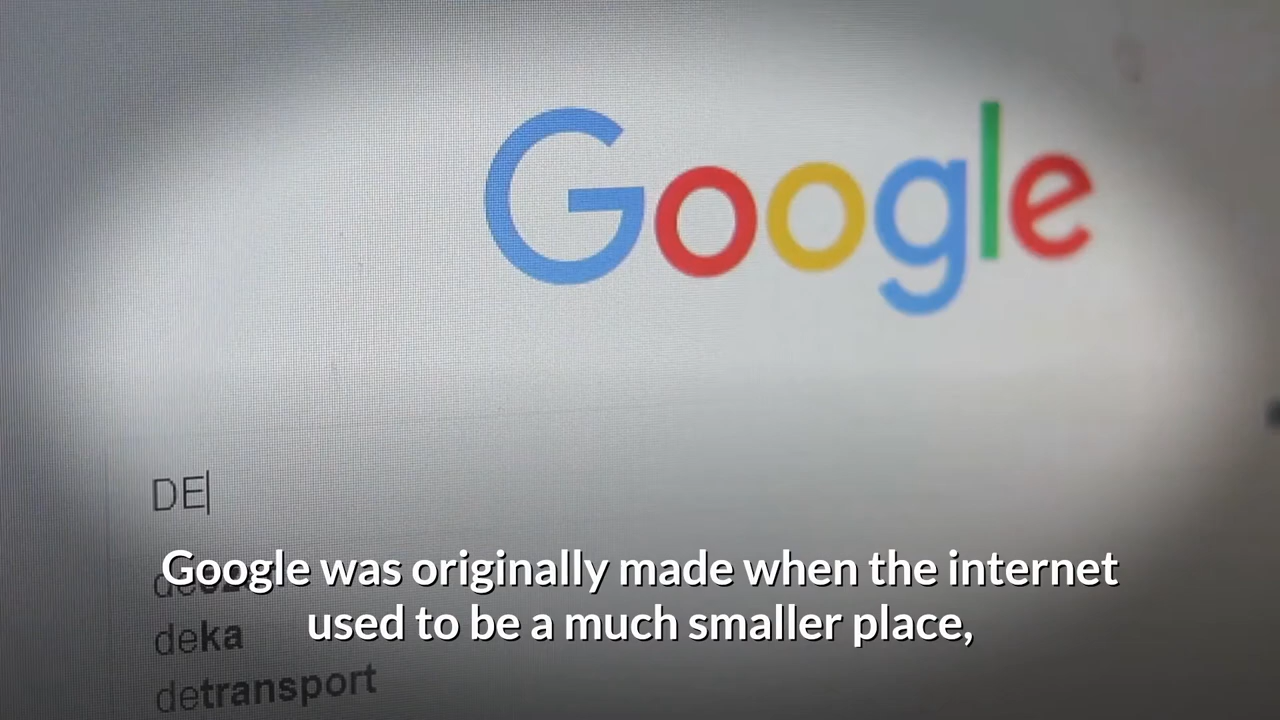 Google
DE
Google was originally made when the internet
used to be a much smaller place,
deka
detransport